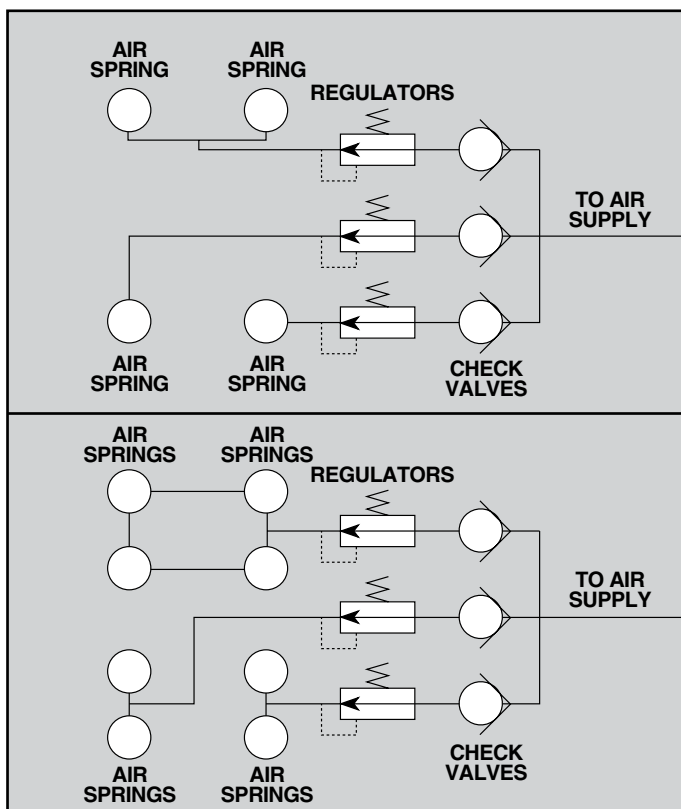 AIR
SPRING
AIR
SPRING
REGULATORS
TO AIR
SUPPLY
AIR
SPRING
AIR
SPRING
CHECK
VALVES
AIR
SPRINGS
AIR
SPRINGS
REGULATORS
TO AIR
SUPPLY
AIR
SPRINGS
AIR
SPRINGS
CHECK
VALVES